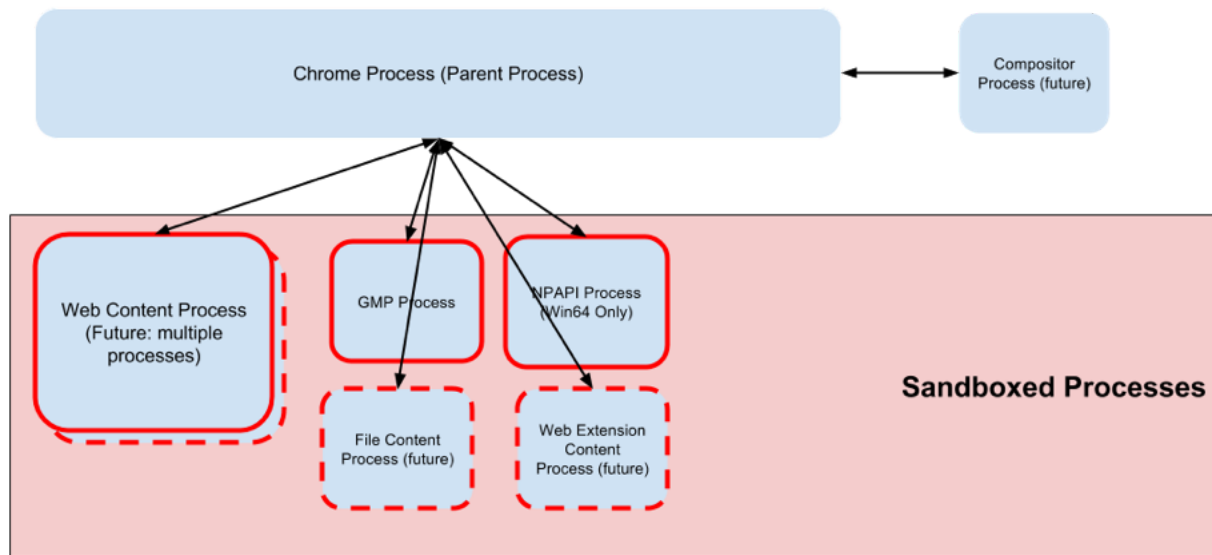 Chrome Process (Parent Process)
Compositor
Process (future)
Web Content Process
(Future: multiple
processes)
GMP Process
NPAPI Process
(Win64 Only)
Sandboxed Processes
File Content
Process (future)
Web Extension
Content
Process (future)